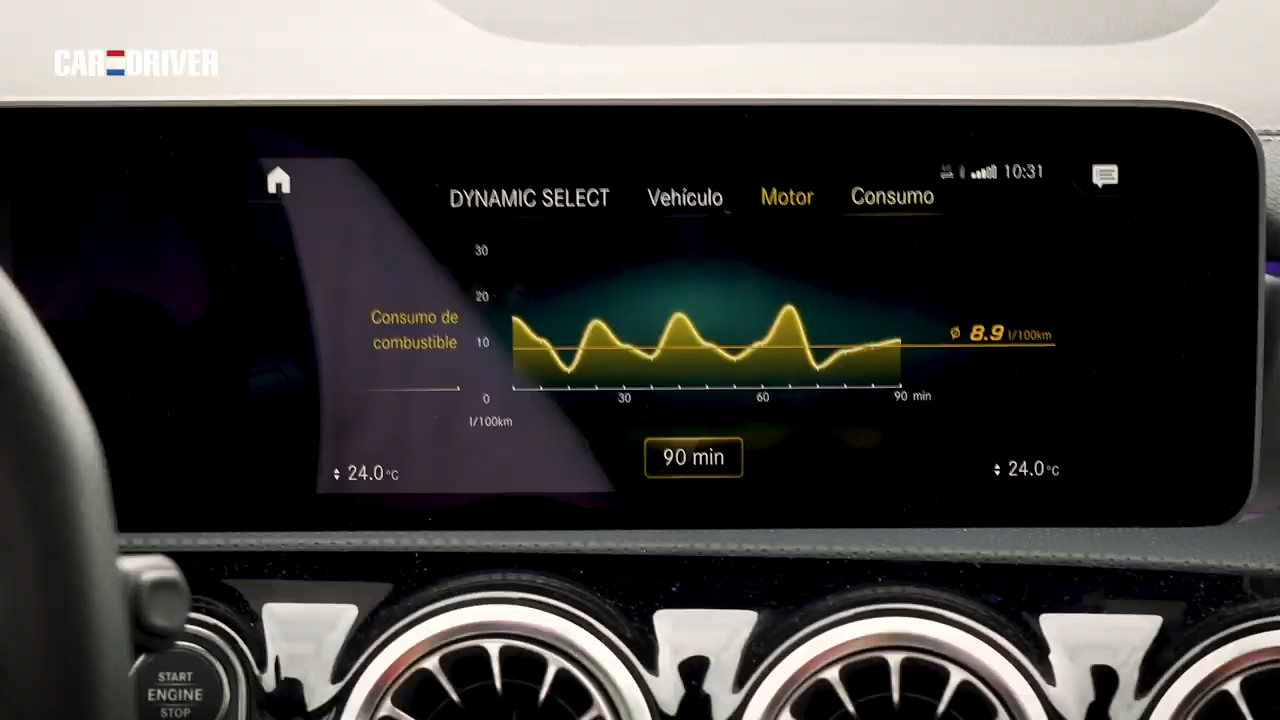 CAR DRIVER
10:31
DYNAMIC SELECT Vehículo Motor Consumo
30
20
Consumo de
combustible
10
ø 8.9 l/100km
0
30 60 90 min
l/100km
90 min
24.0°C
24.0°C
START
ENGINE
STOP